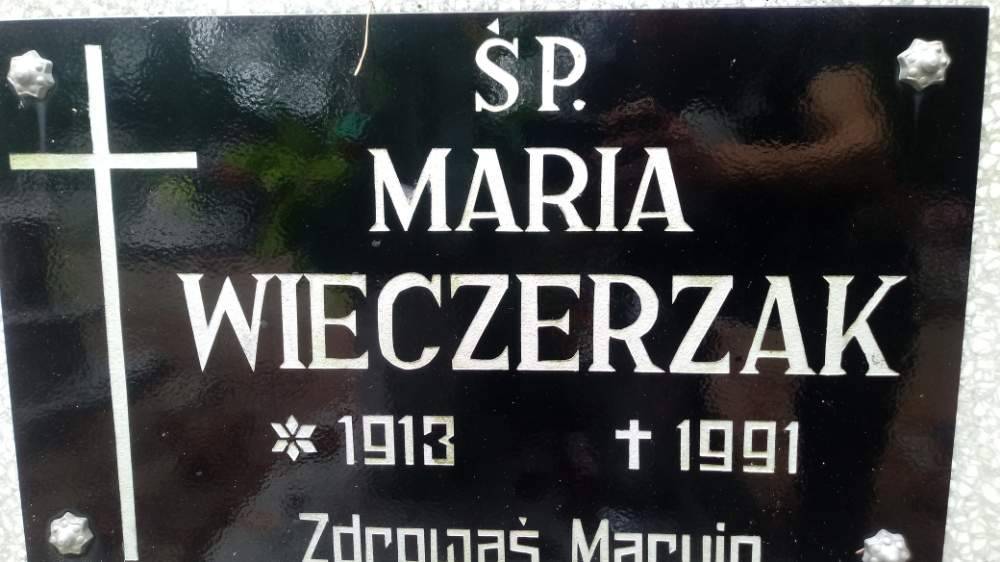 ŚP.
MARIA
WIECZERZAK
* 1913 † 1991
Zdrowaś Maryjo